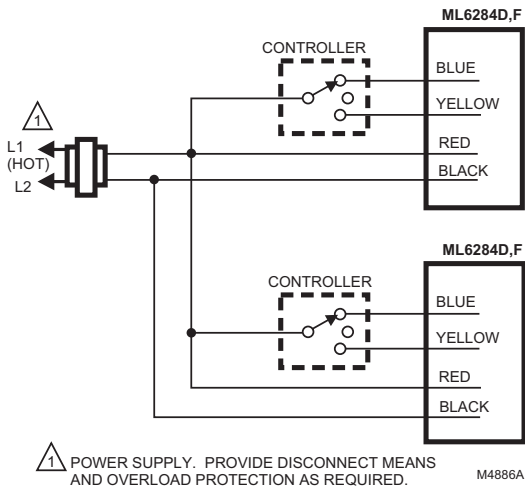 ML6284D,F
CONTROLLER
BLUE
YELLOW
1
L1
(HOT)
L2
RED
BLACK
ML6284D,F
CONTROLLER
BLUE
YELLOW
RED
BLACK
1 POWER SUPPLY. PROVIDE DISCONNECT MEANS
AND OVERLOAD PROTECTION AS REQUIRED.
M4886A